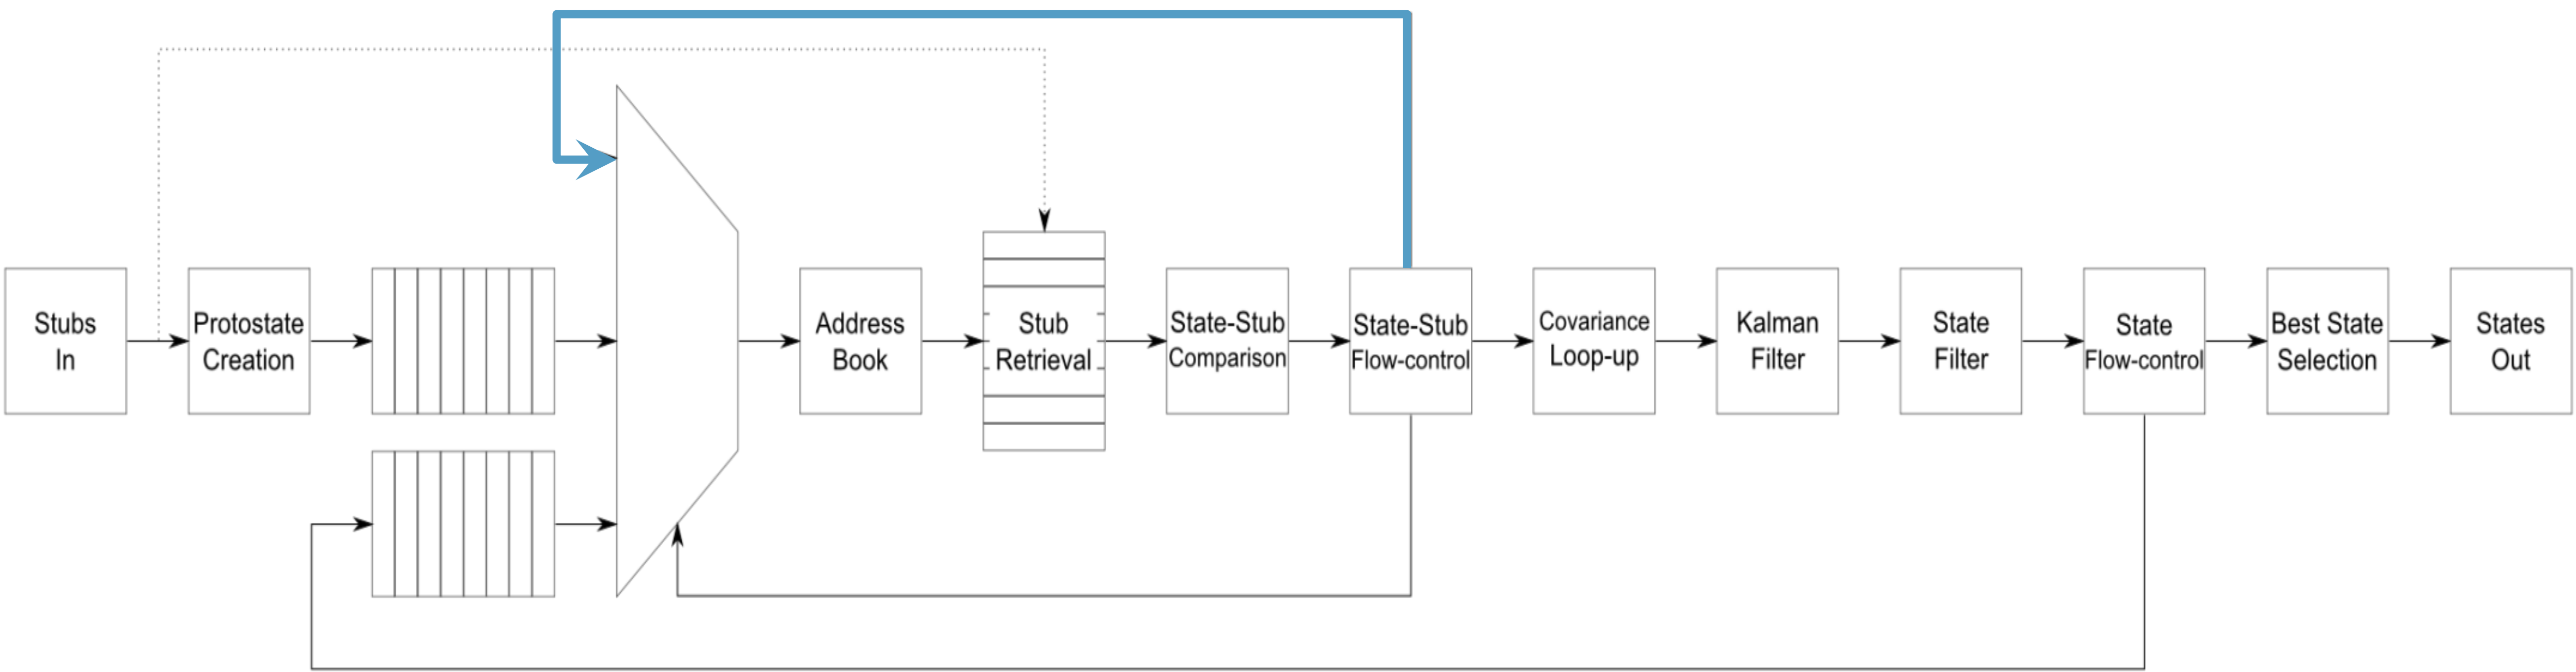 Stubs
In
Protostate
Creation
Address
Book
Stub
Retrieval
State-Stub
Comparison
State-Stub
Flow-control
Covariance
Loop-up
Kalman
Filter
State
Filter
State
Flow-control
Best State
Selection
States
Out